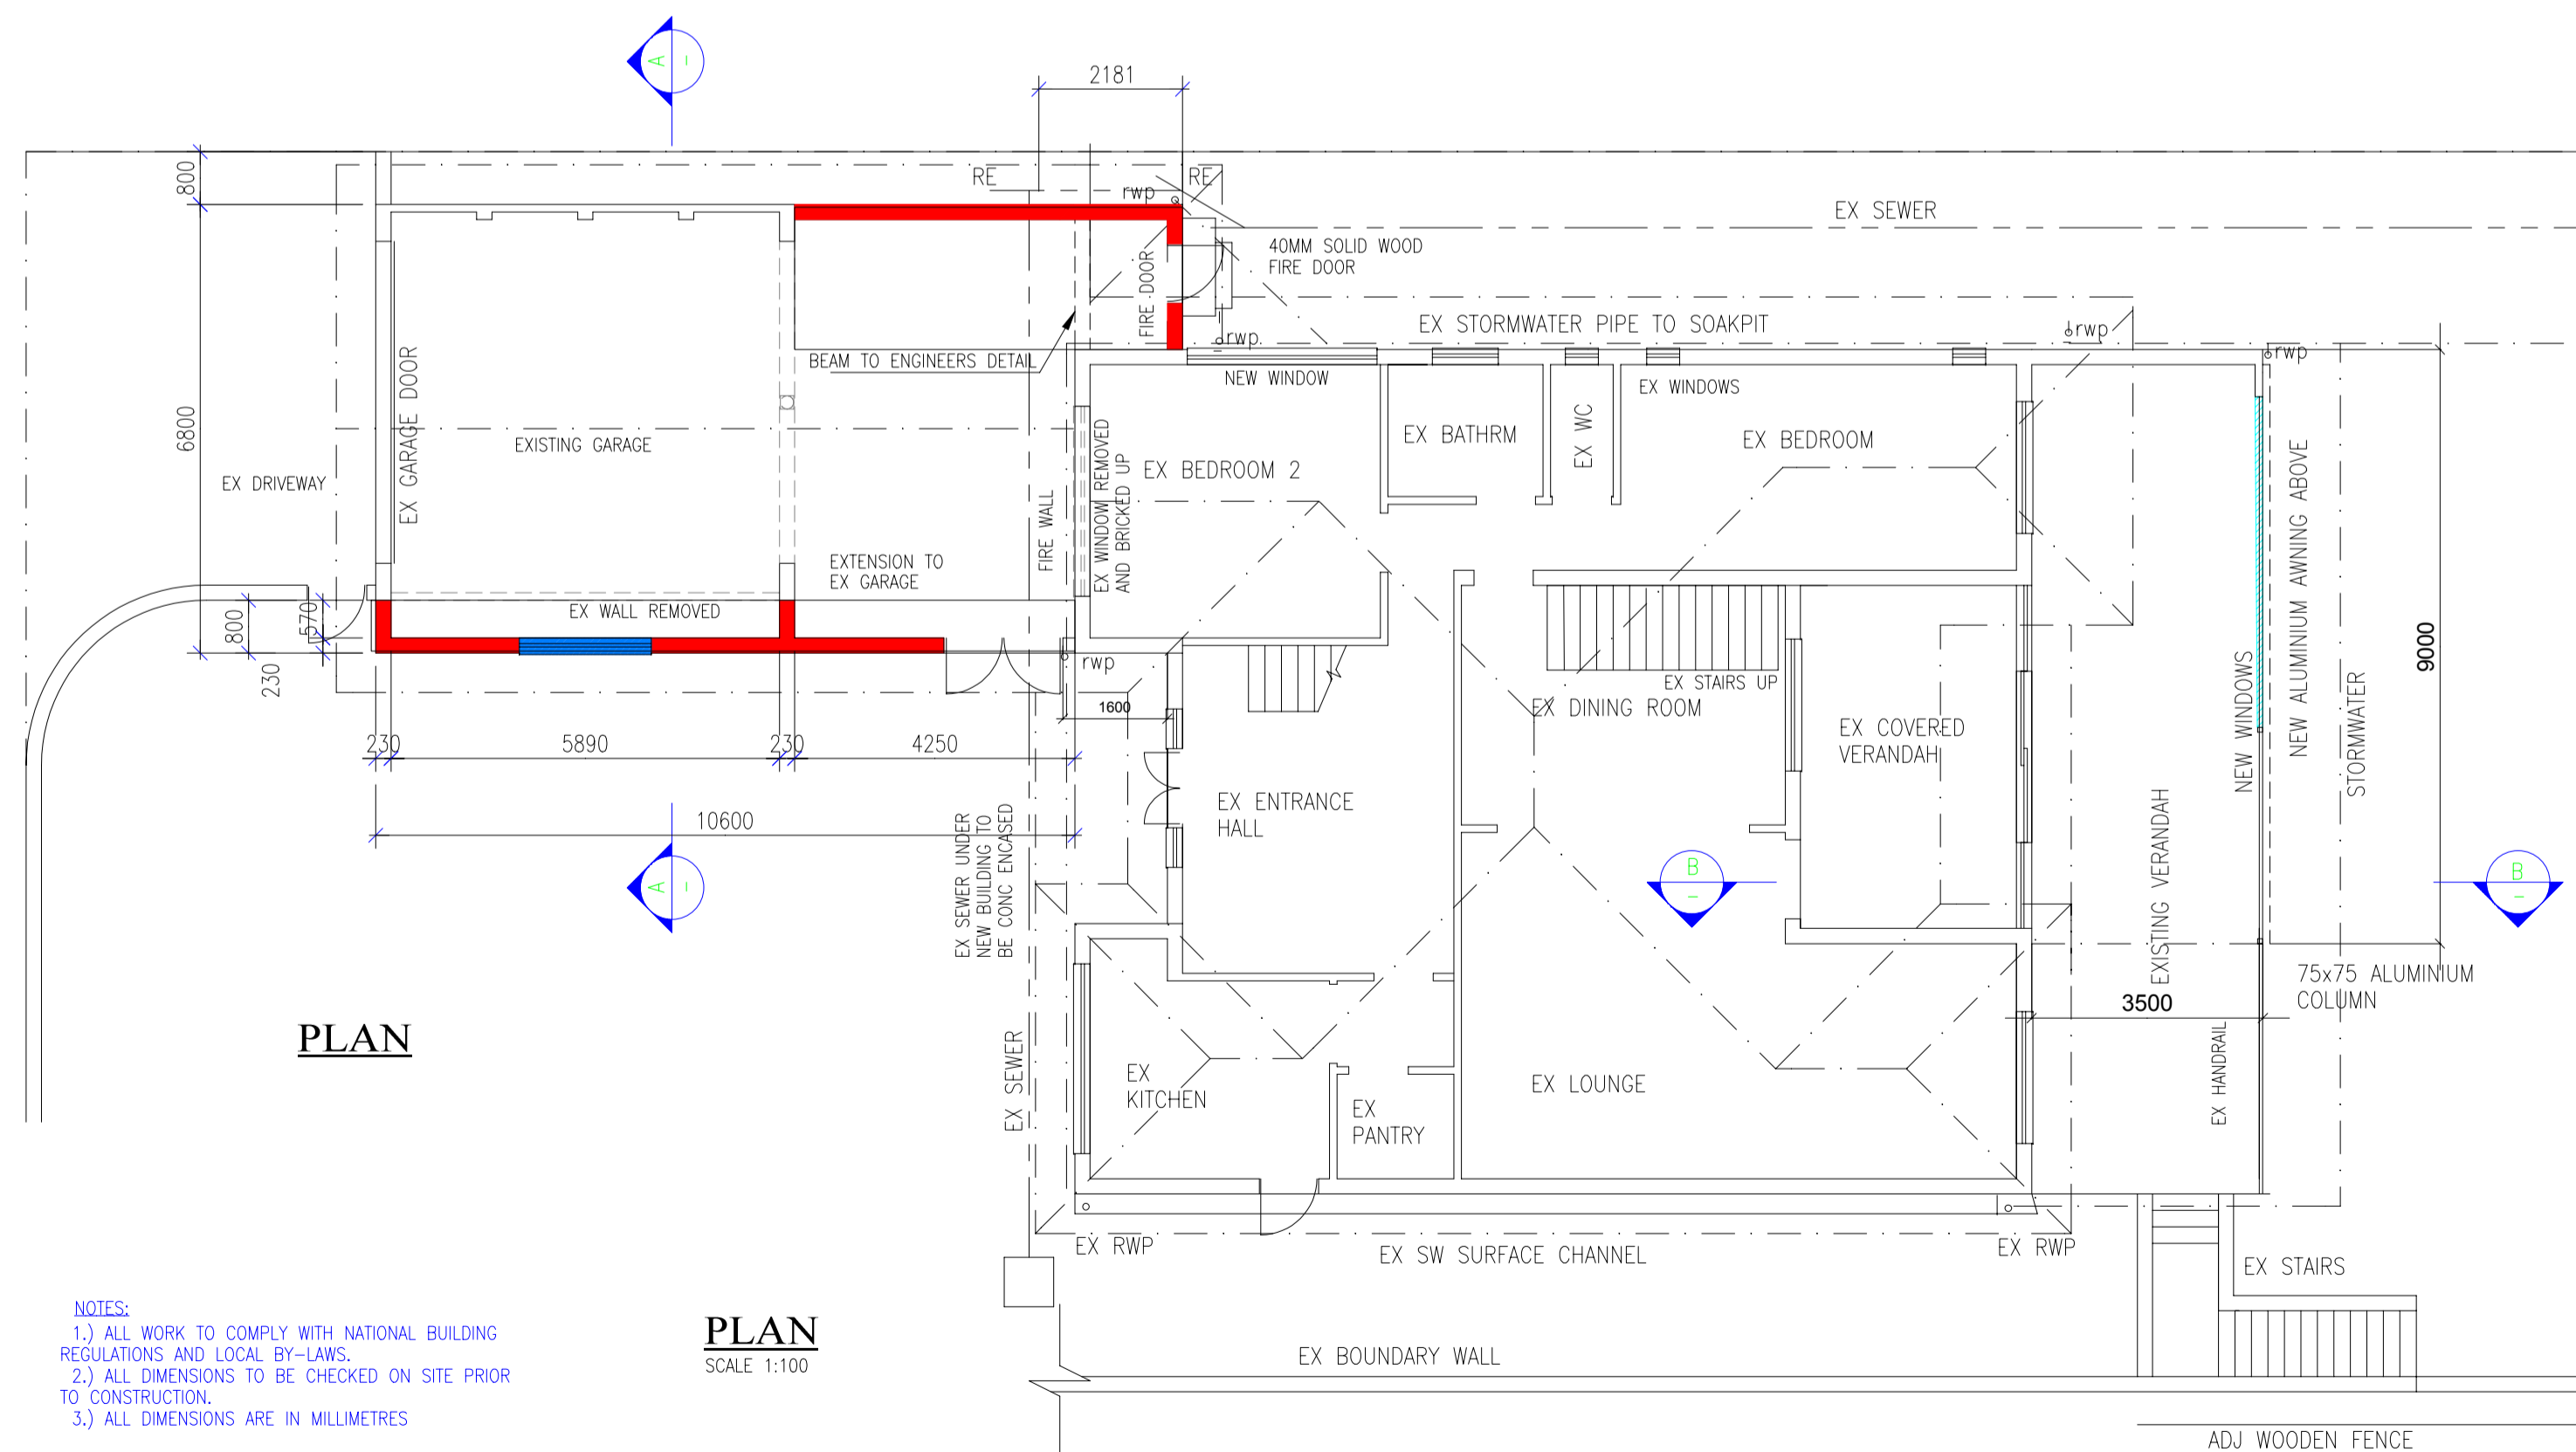 A
–
2181
800
RE
RE
rwp
EX SEWER
40MM SOLID WOOD
FIRE DOOR
FIRE DOOR
EX STORMWATER PIPE TO SOAKPIT
rwp
rwp
rwp
BEAM TO ENGINEERS DETAIL
NEW WINDOW
EX WINDOWS
EX GARAGE DOOR
6800
EXISTING GARAGE
EX DRIVEWAY
EX WINDOW REMOVED
AND BRICKED UP
FIRE WALL
EX BEDROOM 2
EX BATHRM
EX WC
EX BEDROOM
NEW ALUMINIUM AWNING ABOVE
EXTENSION TO
EX GARAGE
EX WALL REMOVED
800
570
230
rwp
1600
EX STAIRS UP
EX DINING ROOM
EX COVERED
VERANDAH
NEW WINDOWS
STORMWATER
9000
230
5890
230
4250
10600
EX ENTRANCE
HALL
EX SEWER UNDER
NEW BUILDING TO
BE CONC ENCASED
A
–
B
–
B
–
EXISTING VERANDAH
75x75 ALUMINIUM
COLUMN
3500
PLAN
EX SEWER
EX
KITCHEN
EX
PANTRY
EX LOUNGE
EX HANDRAIL
EX RWP
EX SW SURFACE CHANNEL
EX RWP
EX STAIRS
NOTES:
1.) ALL WORK TO COMPLY WITH NATIONAL BUILDING
REGULATIONS AND LOCAL BY-LAWS.
2.) ALL DIMENSIONS TO BE CHECKED ON SITE PRIOR
TO CONSTRUCTION.
3.) ALL DIMENSIONS ARE IN MILLIMETRES
PLAN
SCALE 1:100
EX BOUNDARY WALL
ADJ WOODEN FENCE